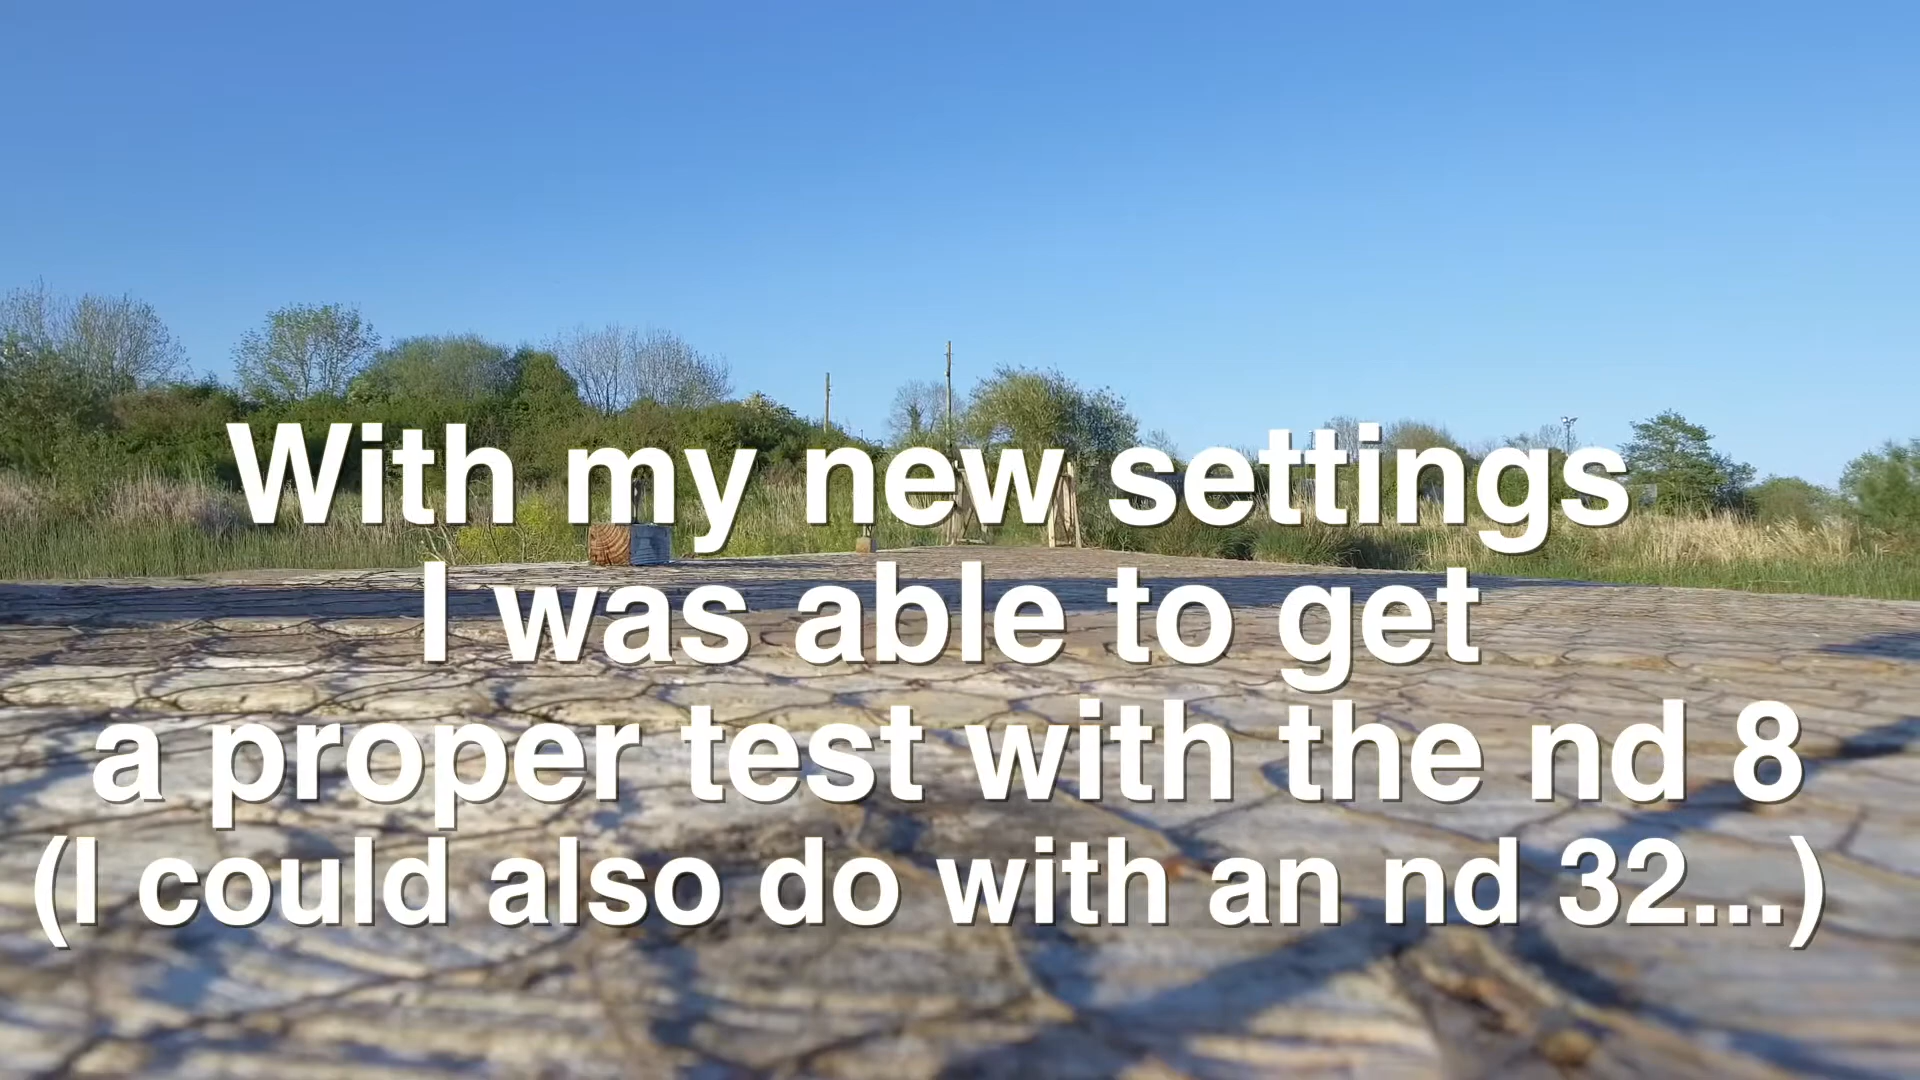 With my new settings
I was able to get
a proper test with the nd 8
(I could also do with an nd 32...)